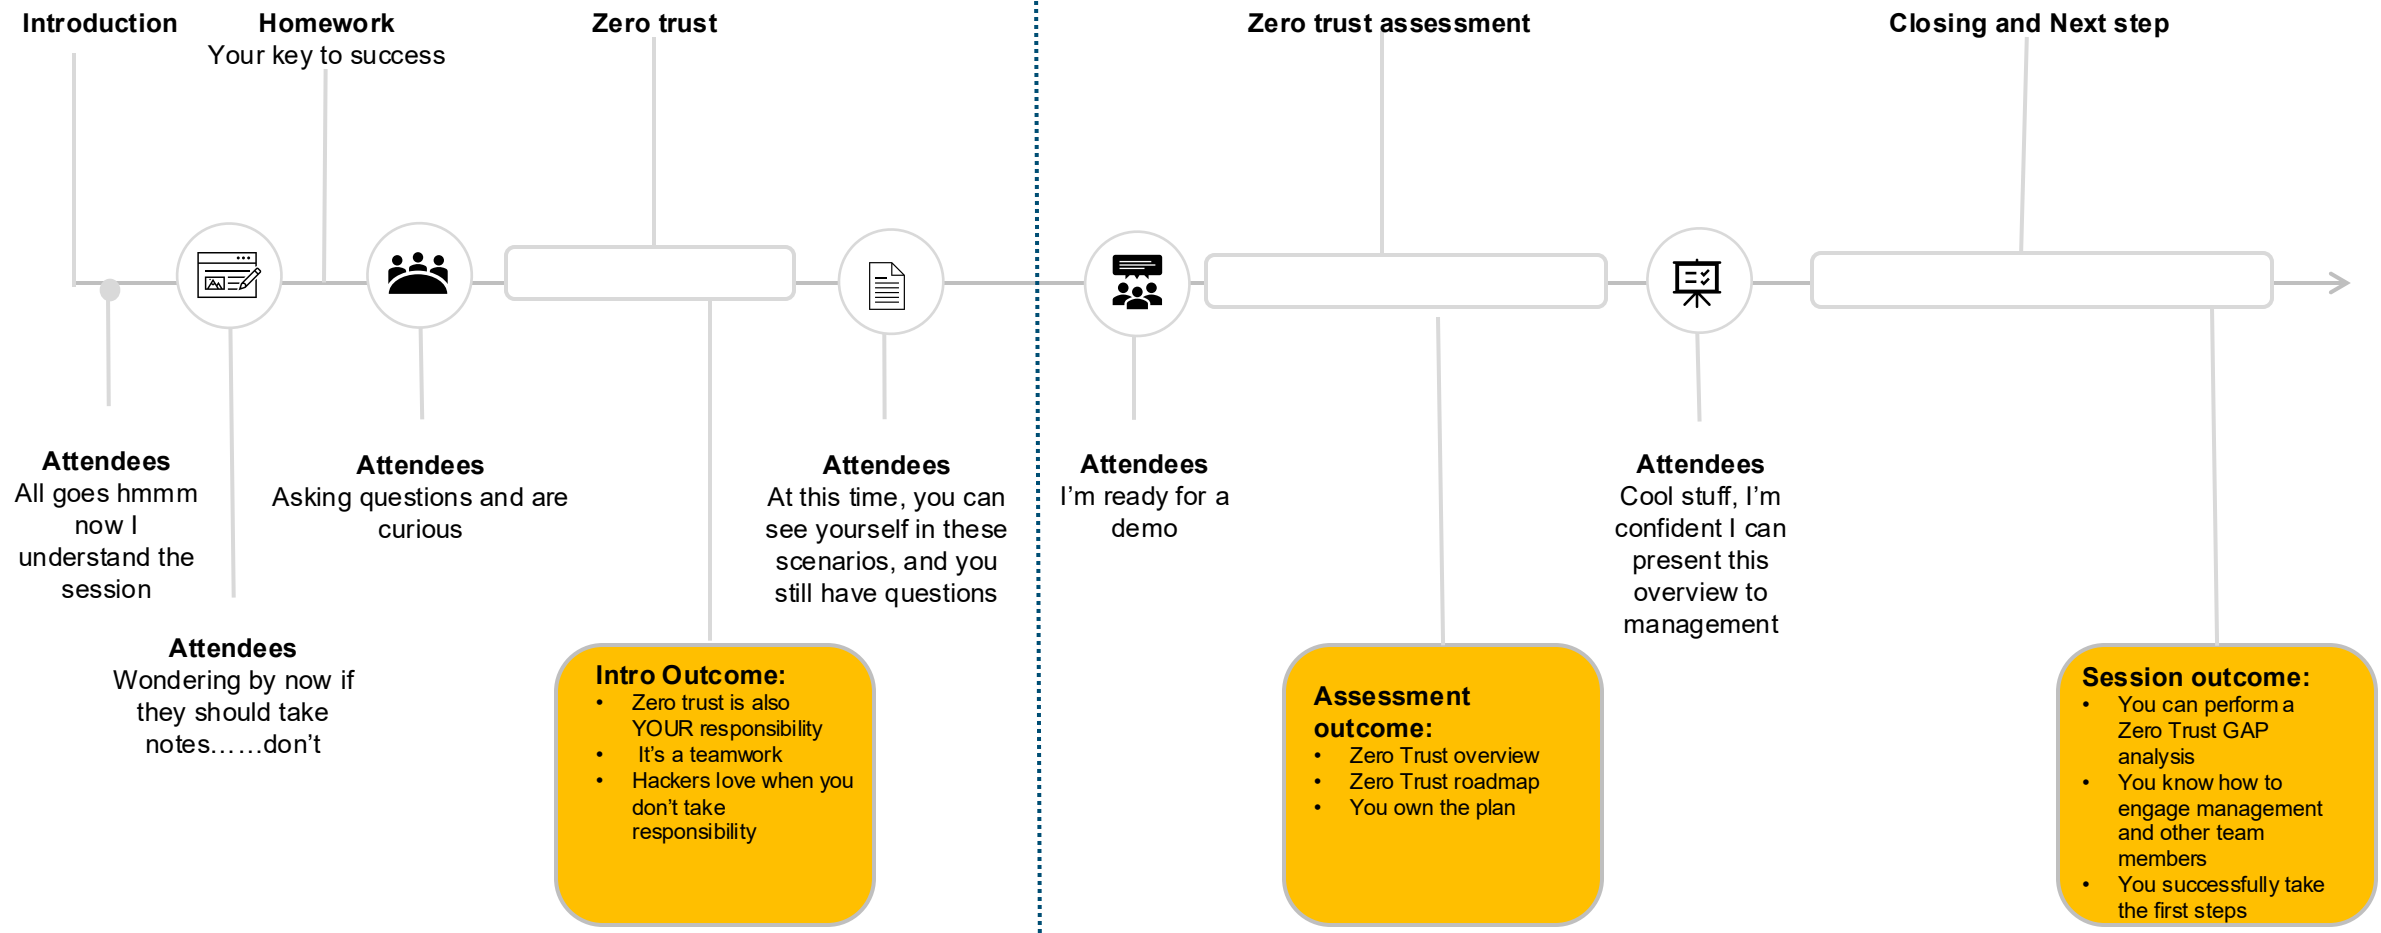 Introduction
Homework
Your key to success
Zero trust
Zero trust assessment
Closing and Next step
Attendees
All goes hmmm
now I
understand the
session
Attendees
Wondering by now if
they should take
notes……don’t
Attendees
Asking questions and are
curious
Intro Outcome:
• Zero trust is also
YOUR responsibility
• It’s a teamwork
• Hackers love when you
don’t take
responsibility
Attendees
At this time, you can
see yourself in these
scenarios, and you
still have questions
Attendees
I’m ready for a
demo
Assessment
outcome:
• Zero Trust overview
• Zero Trust roadmap
• You own the plan
Attendees
Cool stuff, I’m
confident I can
present this
overview to
management
Session outcome:
• You can perform a
Zero Trust GAP
analysis
• You know how to
engage management
and other team
members
• You successfully take
the first steps